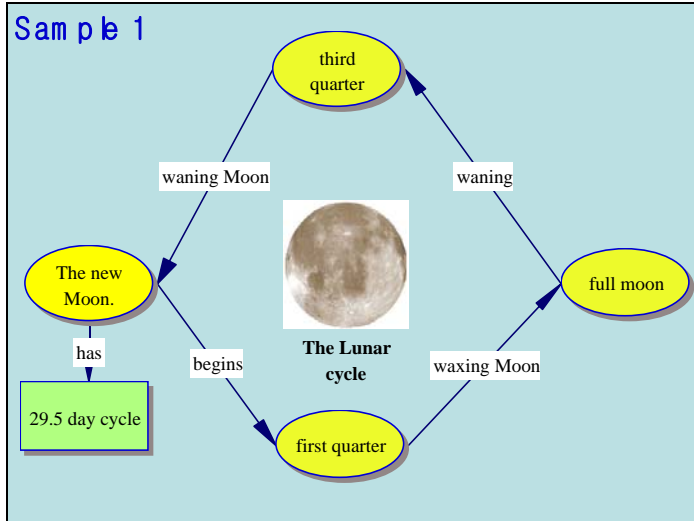 Sample 1
third
quarter
waning Moon
waning
The new
Moon.
full moon
has
begins
The Lunar
cycle
waxing Moon
29.5 day cycle
first quarter